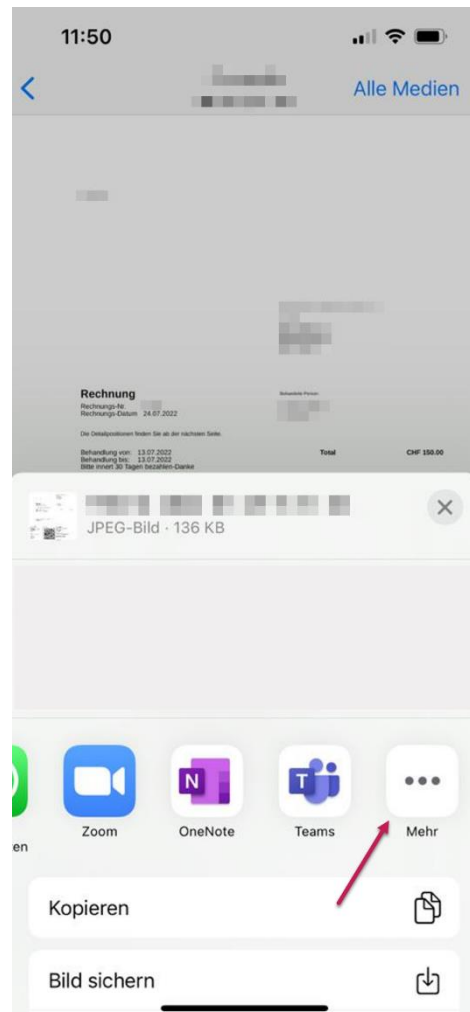 11:50
Alle Medien
Rechnung
Rechnungs-Nr.
Rechnungs-Datum 24.07.2022
Behandelte Person
Die Detailpositionen finden Sie ab der nächsten Seite.
Behandlung von: 13.07.2022 Total CHF 150.00
Behandlung bis: 13.07.2022
Bitte innert 30 Tagen bezahlen-Danke
JPEG-Bild · 136 KB
en
Zoom
OneNote
Teams
Mehr
Kopieren
Bild sichern